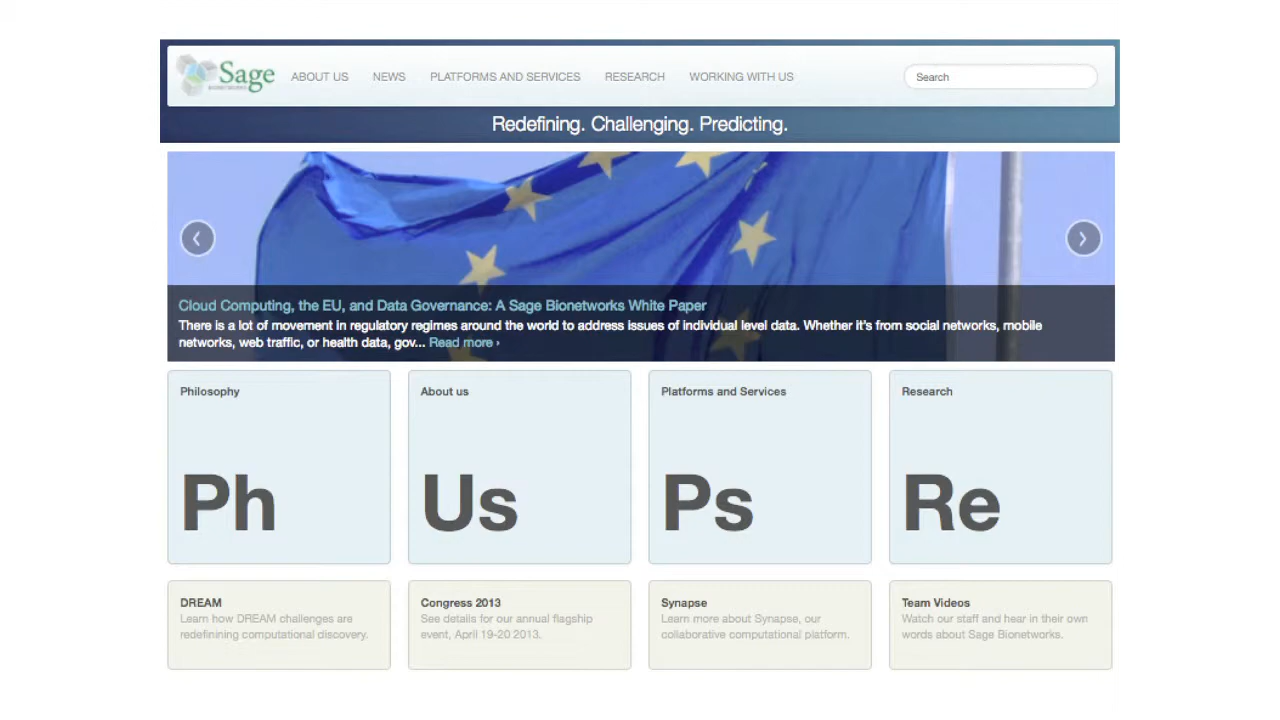 Sage
BIONETWORKS
ABOUT US
NEWS
PLATFORMS AND SERVICES
RESEARCH
WORKING WITH US
Search
Redefining. Challenging. Predicting.
Cloud Computing, the EU, and Data Governance: A Sage Bionetworks White Paper
There is a lot of movement in regulatory regimes around the world to address issues of individual level data. Whether it's from social networks, mobile
networks, web traffic, or health data, gov... Read more ›
Philosophy
Ph
About us
Us
Platforms and Services
Ps
Research
Re
DREAM
Learn how DREAM challenges are
redefinining computational discovery.
Congress 2013
See details for our annual flagship
event, April 19-20 2013.
Synapse
Learn more about Synapse, our
collaborative computational platform.
Team Videos
Watch our staff and hear in their own
words about Sage Bionetworks.